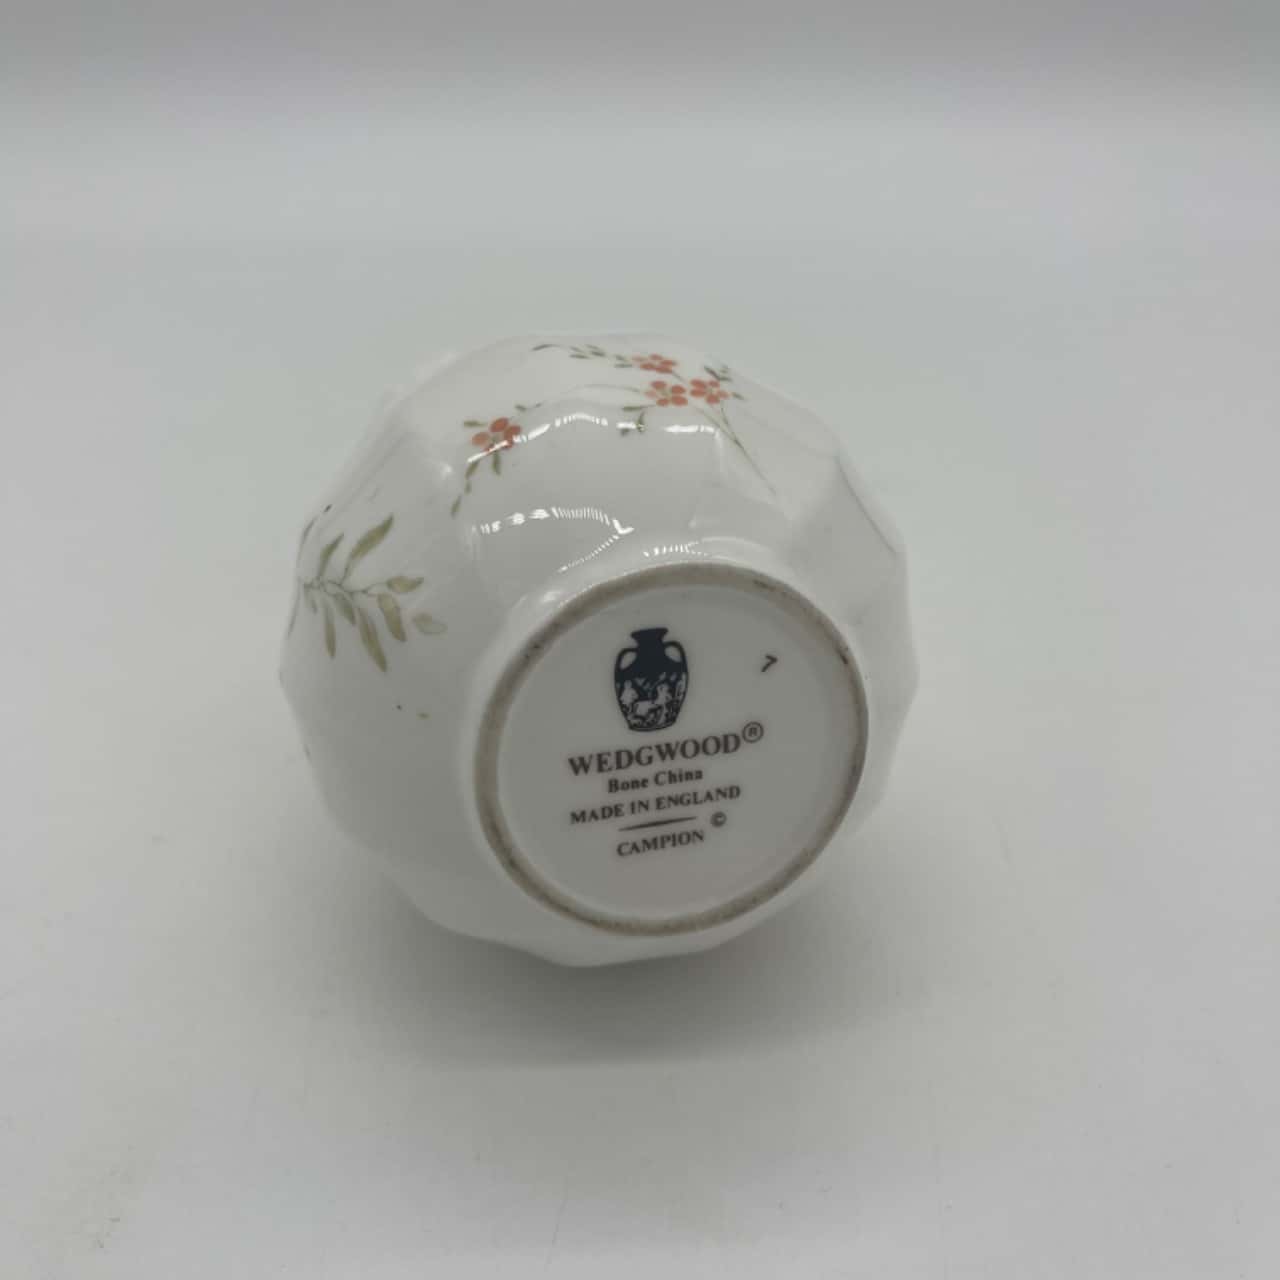 7
WEDGWOOD®
Bone China
MADE IN ENGLAND
©
CAMPION